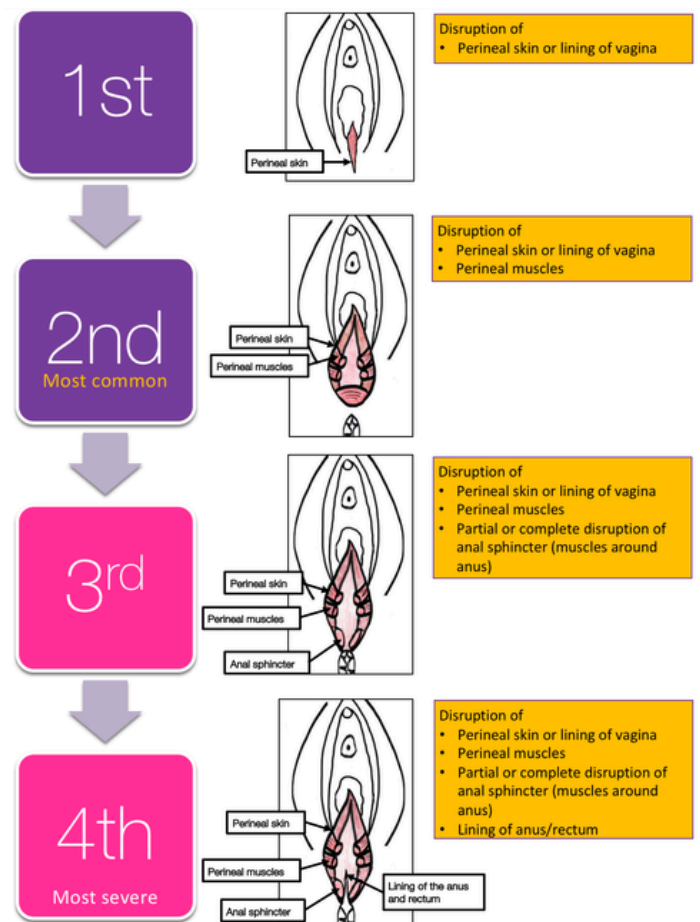 1st
Perineal skin
Disruption of
• Perineal skin or lining of vagina
2nd
Most common
Perineal skin
Perineal muscles
Disruption of
• Perineal skin or lining of vagina
• Perineal muscles
3rd
Perineal skin
Perineal muscles
Anal sphincter
Disruption of
• Perineal skin or lining of vagina
• Perineal muscles
• Partial or complete disruption of
anal sphincter (muscles around
anus)
4th
Most severe
Perineal skin
Perineal muscles
Anal sphincter
Lining of the anus
and rectum
Disruption of
• Perineal skin or lining of vagina
• Perineal muscles
• Partial or complete disruption of
anal sphincter (muscles around
anus)
• Lining of anus/rectum